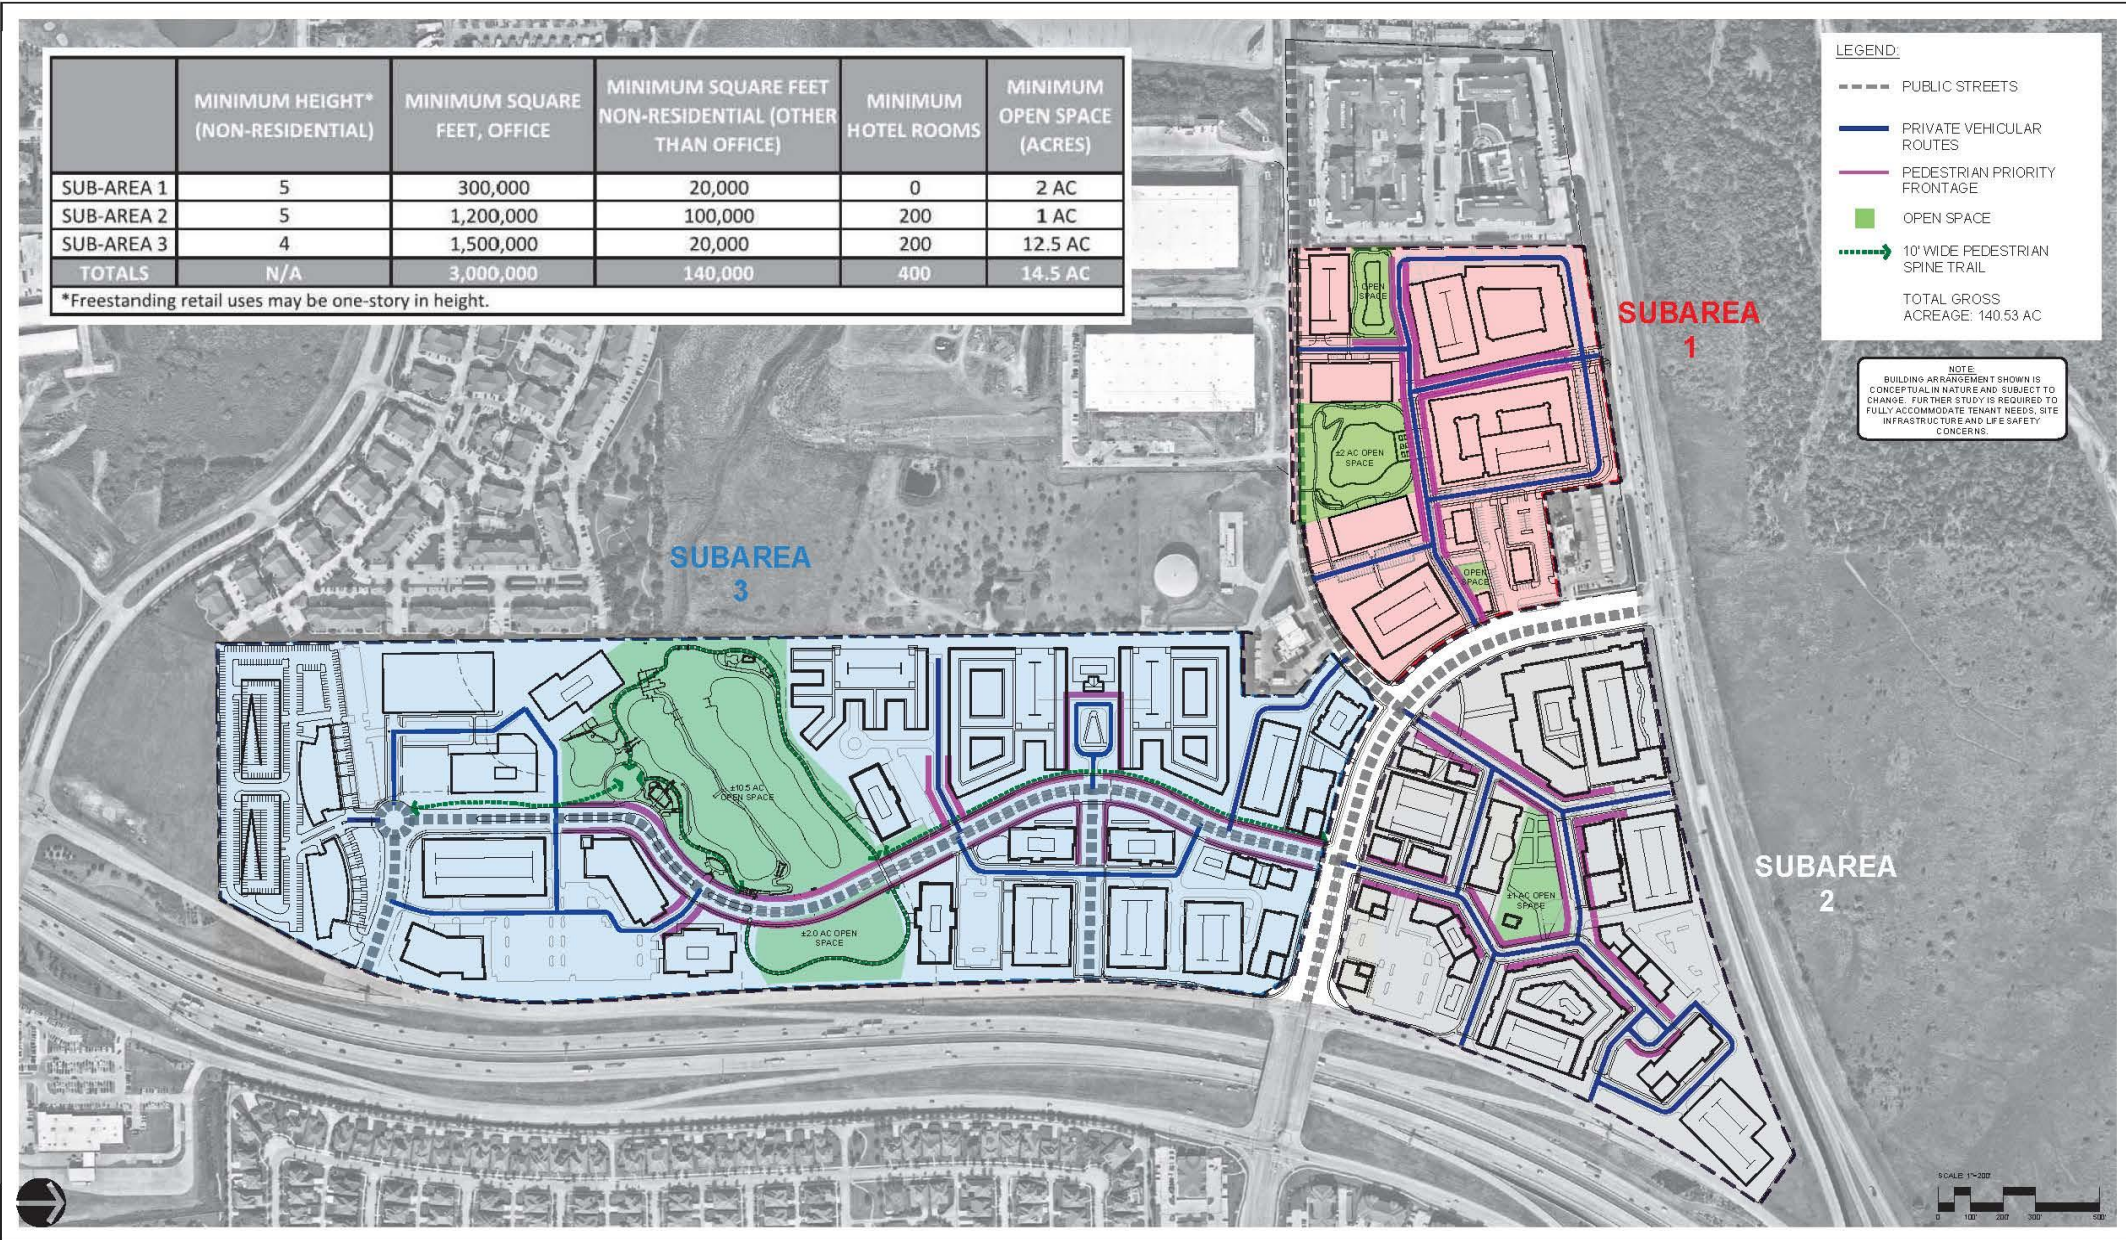 MINIMUM HEIGHT*
(NON-RESIDENTIAL)
MINIMUM SQUARE
FEET, OFFICE
MINIMUM SQUARE FEET
NON-RESIDENTIAL (OTHER
THAN OFFICE)
MINIMUM
HOTEL ROOMS
MINIMUM
OPEN SPACE
(ACRES)
SUB-AREA 1 5 300,000 20,000 0 2 AC
SUB-AREA 2 5 1,200,000 100,000 200 1 AC
SUB-AREA 3 4 1,500,000 20,000 200 12.5 AC
TOTALS N/A 3,000,000 140,000 400 14.5 AC
*Freestanding retail uses may be one-story in height.
LEGEND:
PUBLIC STREETS
PRIVATE VEHICULAR
ROUTES
PEDESTRIAN PRIORITY
FRONTAGE
OPEN SPACE
10' WIDE PEDESTRIAN
SPINE TRAIL
TOTAL GROSS
ACREAGE: 140.53 AC
NOTE:
BUILDING ARRANGEMENT SHOWN IS
CONCEPTUAL IN NATURE AND SUBJECT TO
CHANGE. FURTHER STUDY IS REQUIRED TO
FULLY ACCOMMODATE TENANT NEEDS, SITE
INFRASTRUCTURE AND LIFE SAFETY
CONCERNS.
SUBAREA
1
OPEN
SPACE
±2 AC OPEN
SPACE
OPEN
SPACE
SUBAREA
3
±10.5 AC
OPEN SPACE
±2.0 AC OPEN
SPACE
SUBAREA
2
±1 AC OPEN
SPACE
SCALE: 1"=200'
0 100' 200' 300' 500'